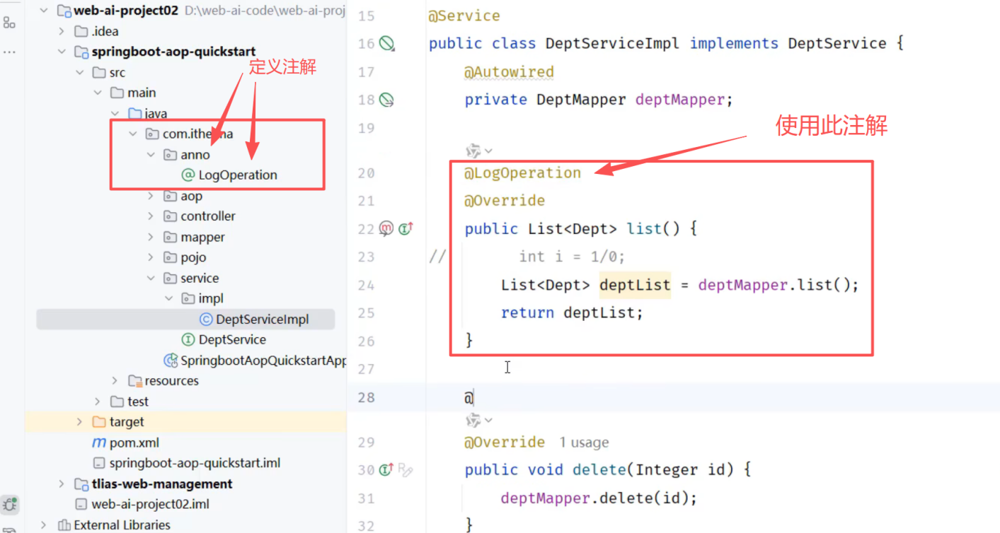 web-ai-project02 D:\web-ai-code\web-ai-proj
.idea
springboot-aop-quickstart
定义注解
src
main
java
com.itheima
anno
LogOperation
aop
controller
mapper
pojo
service
impl
DeptServiceImpl
DeptService
SpringbootAopQuickstartApp
resources
test
target
pom.xml
springboot-aop-quickstart.iml
tlias-web-management
web-ai-project02.iml
External Libraries
15 @Service
16 public class DeptServiceImpl implements DeptService {
17 @Autowired
18 private DeptMapper deptMapper;
19
使用此注解
20 @LogOperation
21 @Override
22 public List<Dept> list() {
23 // int i = 1/0;
24 List<Dept> deptList = deptMapper.list();
25 return deptList;
26 }
27
28 @
29 @Override 1 usage
30 public void delete(Integer id) {
31 deptMapper.delete(id);
32 }